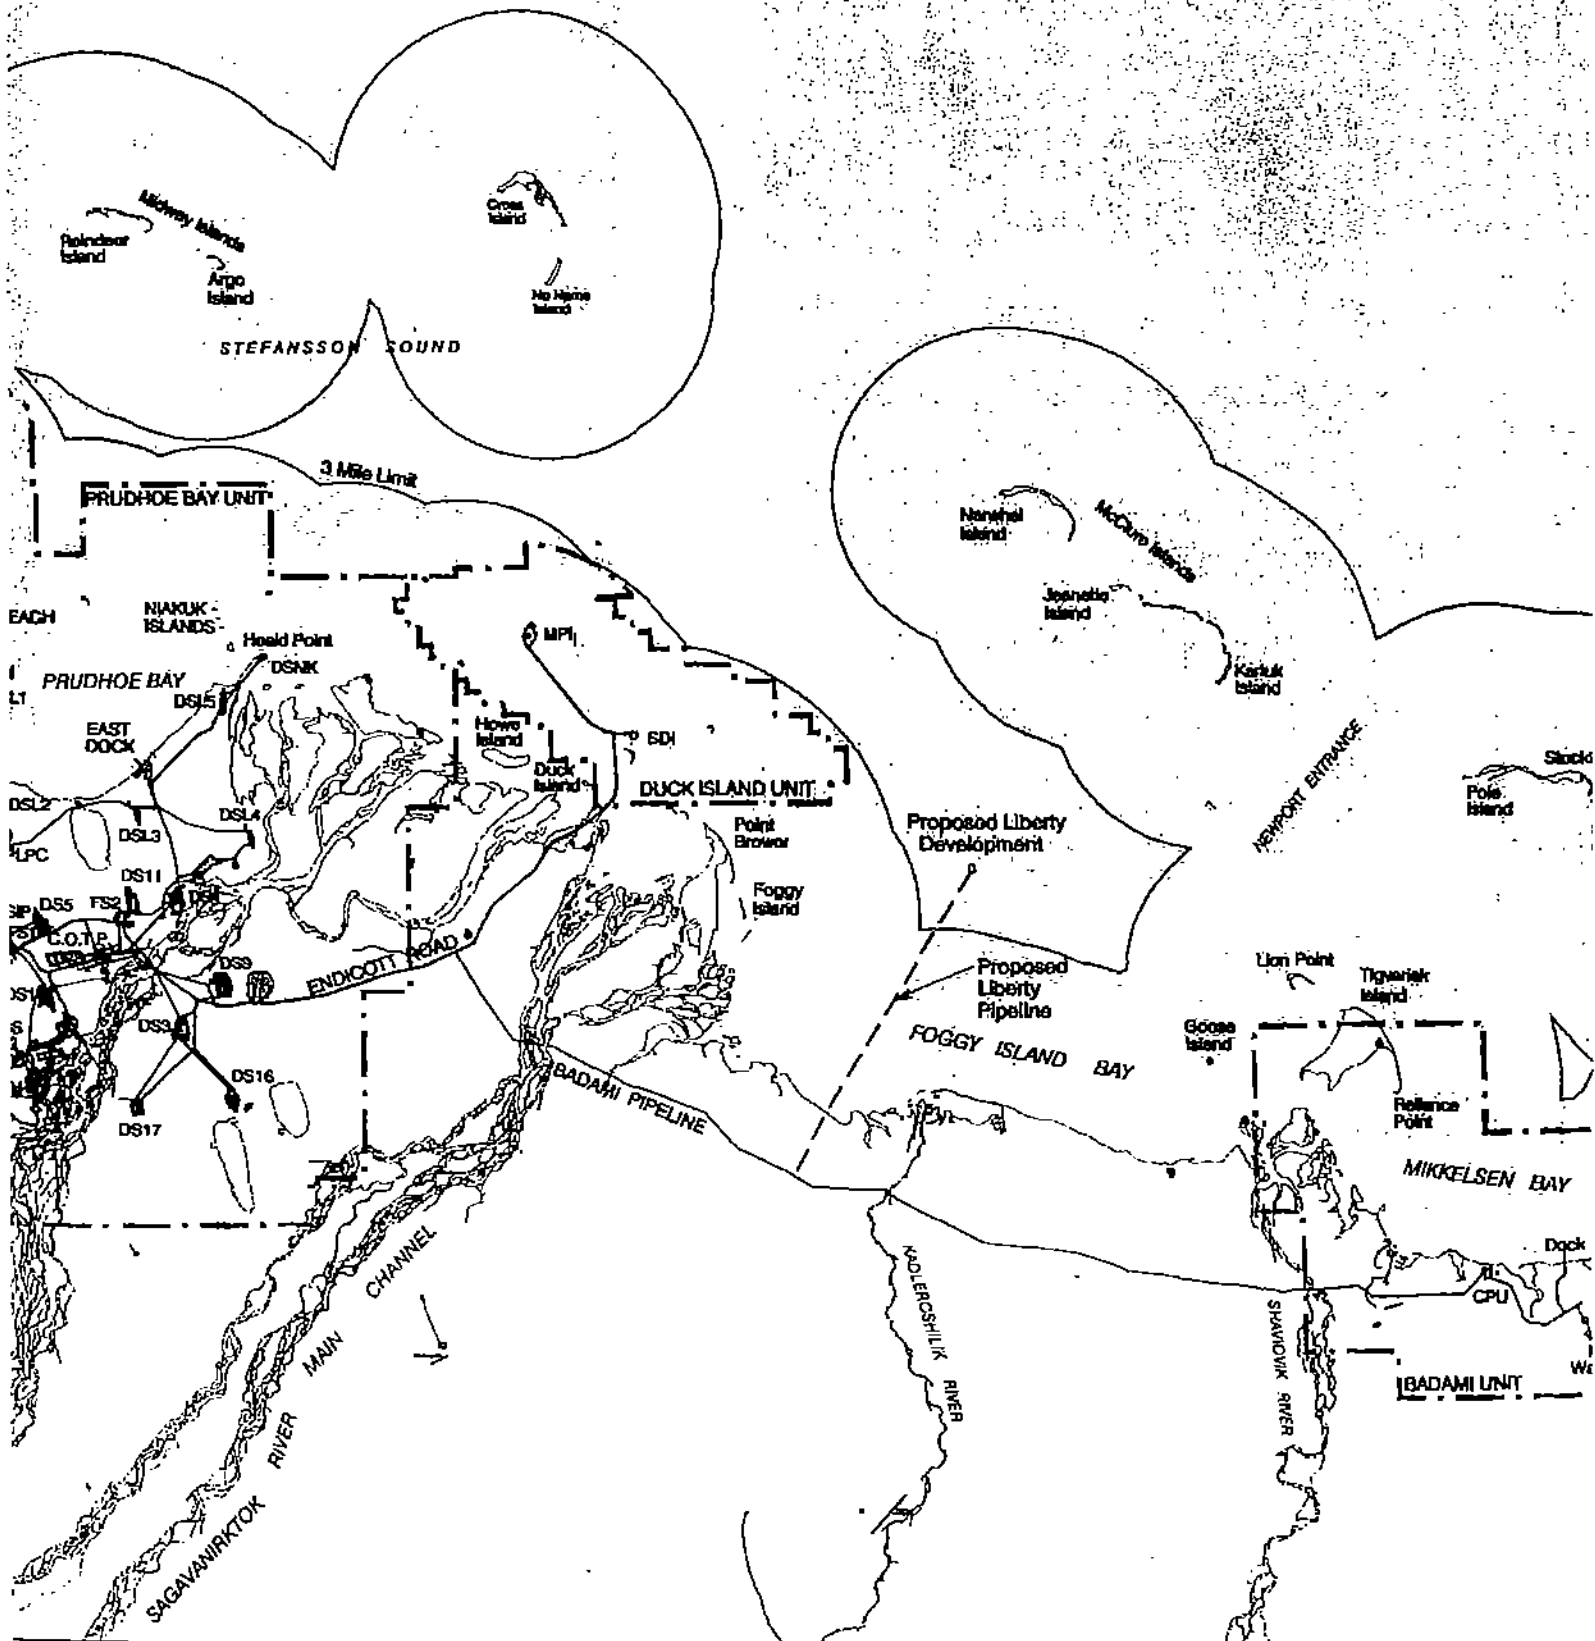 Cross
Island
Midway Islands
Reindeer
Island
Argo
Island
No Name
Island
STEFANSSON SOUND
3 Mile Limit
PRUDHOE BAY UNIT
Narwhal
Island
McClure Islands
Jeanette
Island
Karluk
Island
EACH
NIAKUK
ISLANDS
Heald Point
DSNK
MPI
PRUDHOE BAY
DSL5
EAST
DOCK
Howe
Island
SDI
Duck
Island
DUCK ISLAND UNIT
NEWPORT ENTRANCE
Pole
Island
DSL2
DSL3
DSL4
LPC
Point
Brower
Proposed Liberty
Development
DS11
DS5
FS2
DS4
Foggy
Island
C.O.T.P.
ENDICOTT ROAD
DS9
Proposed
Liberty
Pipeline
Lion Point
Tigvariak
Island
DS3
FOGGY ISLAND BAY
Goose
Island
DS16
DS17
BADAMI PIPELINE
Reliance
Point
MIKKELSEN BAY
Dock
CPU
KADLEROSHILIK RIVER
SHAVIOVIK RIVER
BADAMI UNIT
SAGAVANIRKTOK RIVER MAIN CHANNEL